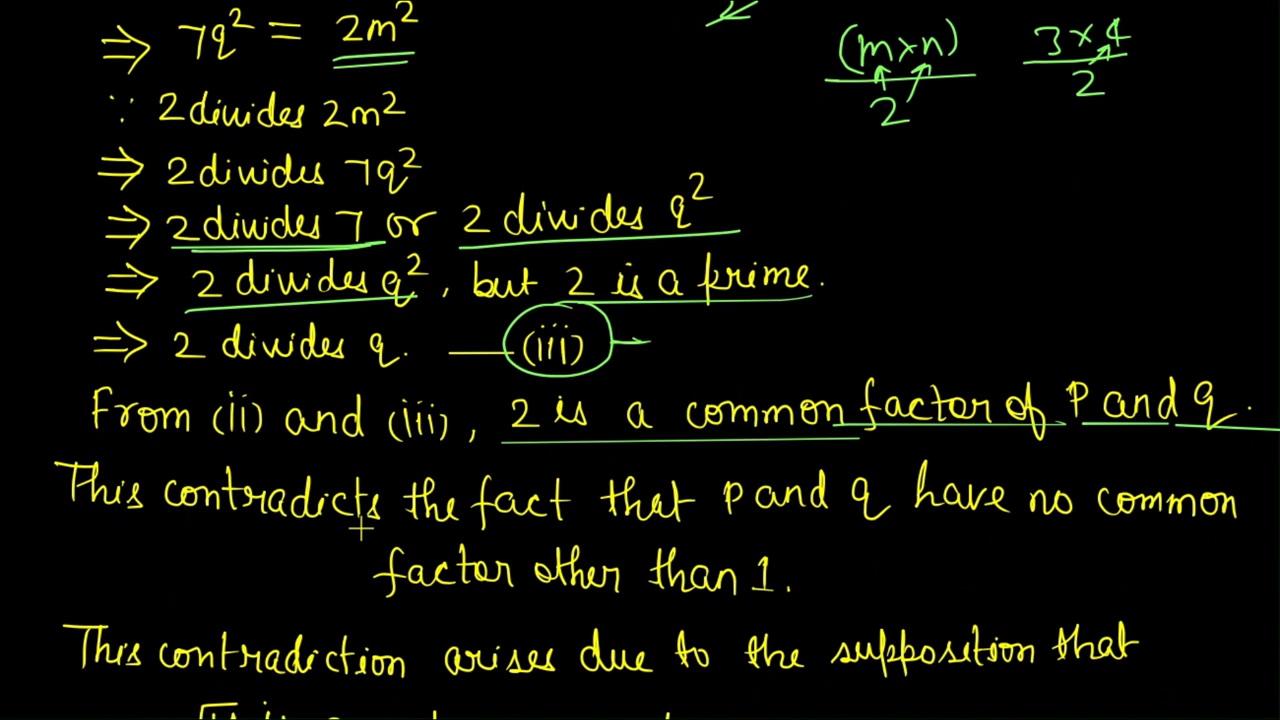 ⇒ 7q² = 2m²
(m×n)/2 3×4/2
∵ 2 divides 2m²
⇒ 2 divides 7q²
⇒ 2 divides 7 or 2 divides q²
⇒ 2 divides q², but 2 is a prime.
⇒ 2 divides q. — (iii)
From (ii) and (iii), 2 is a common factor of p and q.
This contradicts the fact that p and q have no common
factor other than 1.
This contradiction arises due to the supposition that